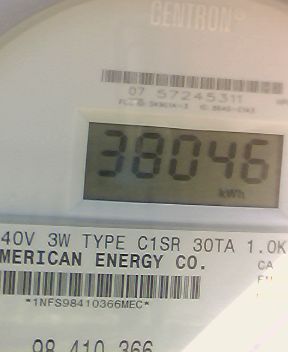 CENTRON®
07 57245311
38046
kWh
40V 3W TYPE C1SR 30TA 1.0K
MERICAN ENERGY CO.
CA
*1NFS98410366MEC*
98 410 366